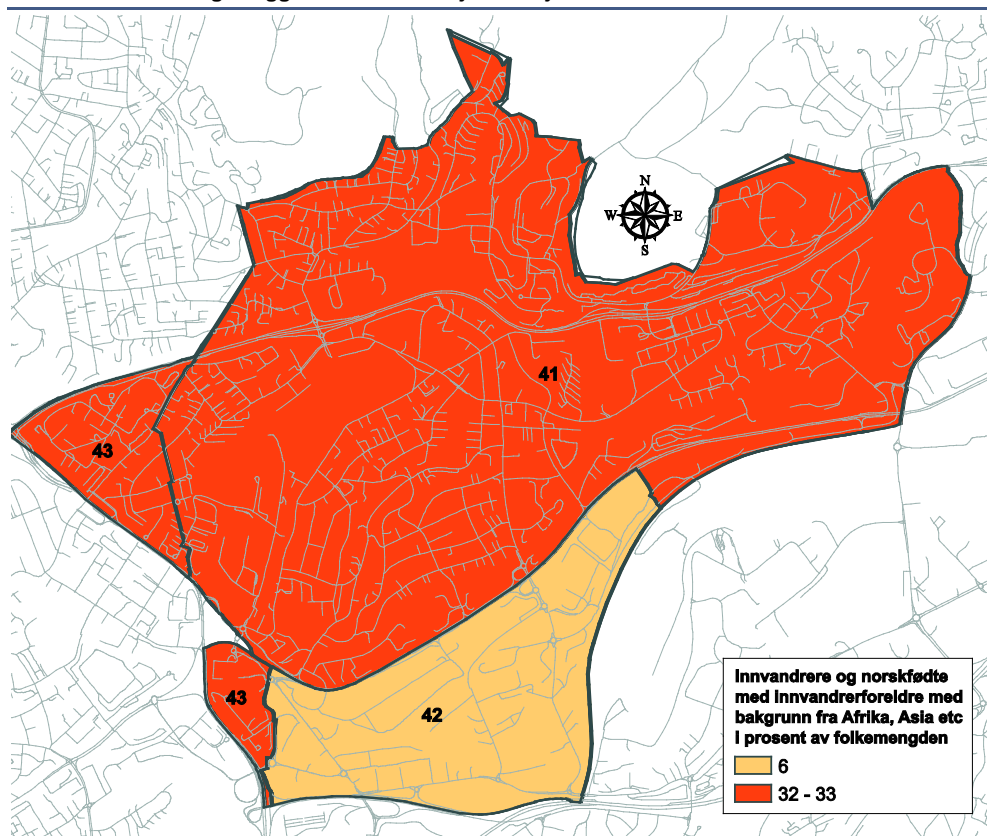 N
W E
S
41
43
43
42
Innvandrere og norskfødte
med innvandrerforeldre med
bakgrunn fra Afrika, Asia etc
i prosent av folkemengden
6
32 - 33